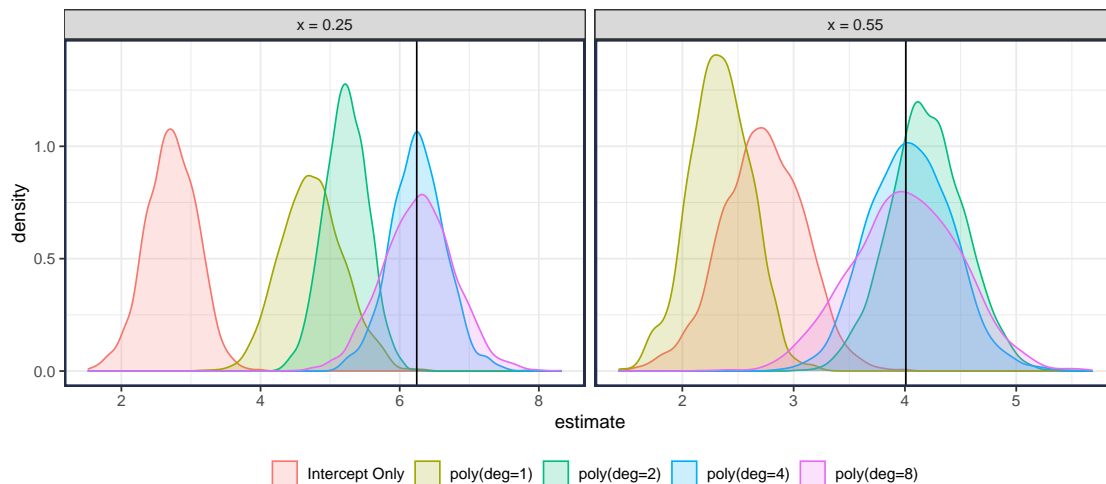 x = 0.25
x = 0.55
density
1.0
0.5
0.0
2
4
6
8
2
3
4
5
estimate
Intercept Only
poly(deg=1)
poly(deg=2)
poly(deg=4)
poly(deg=8)